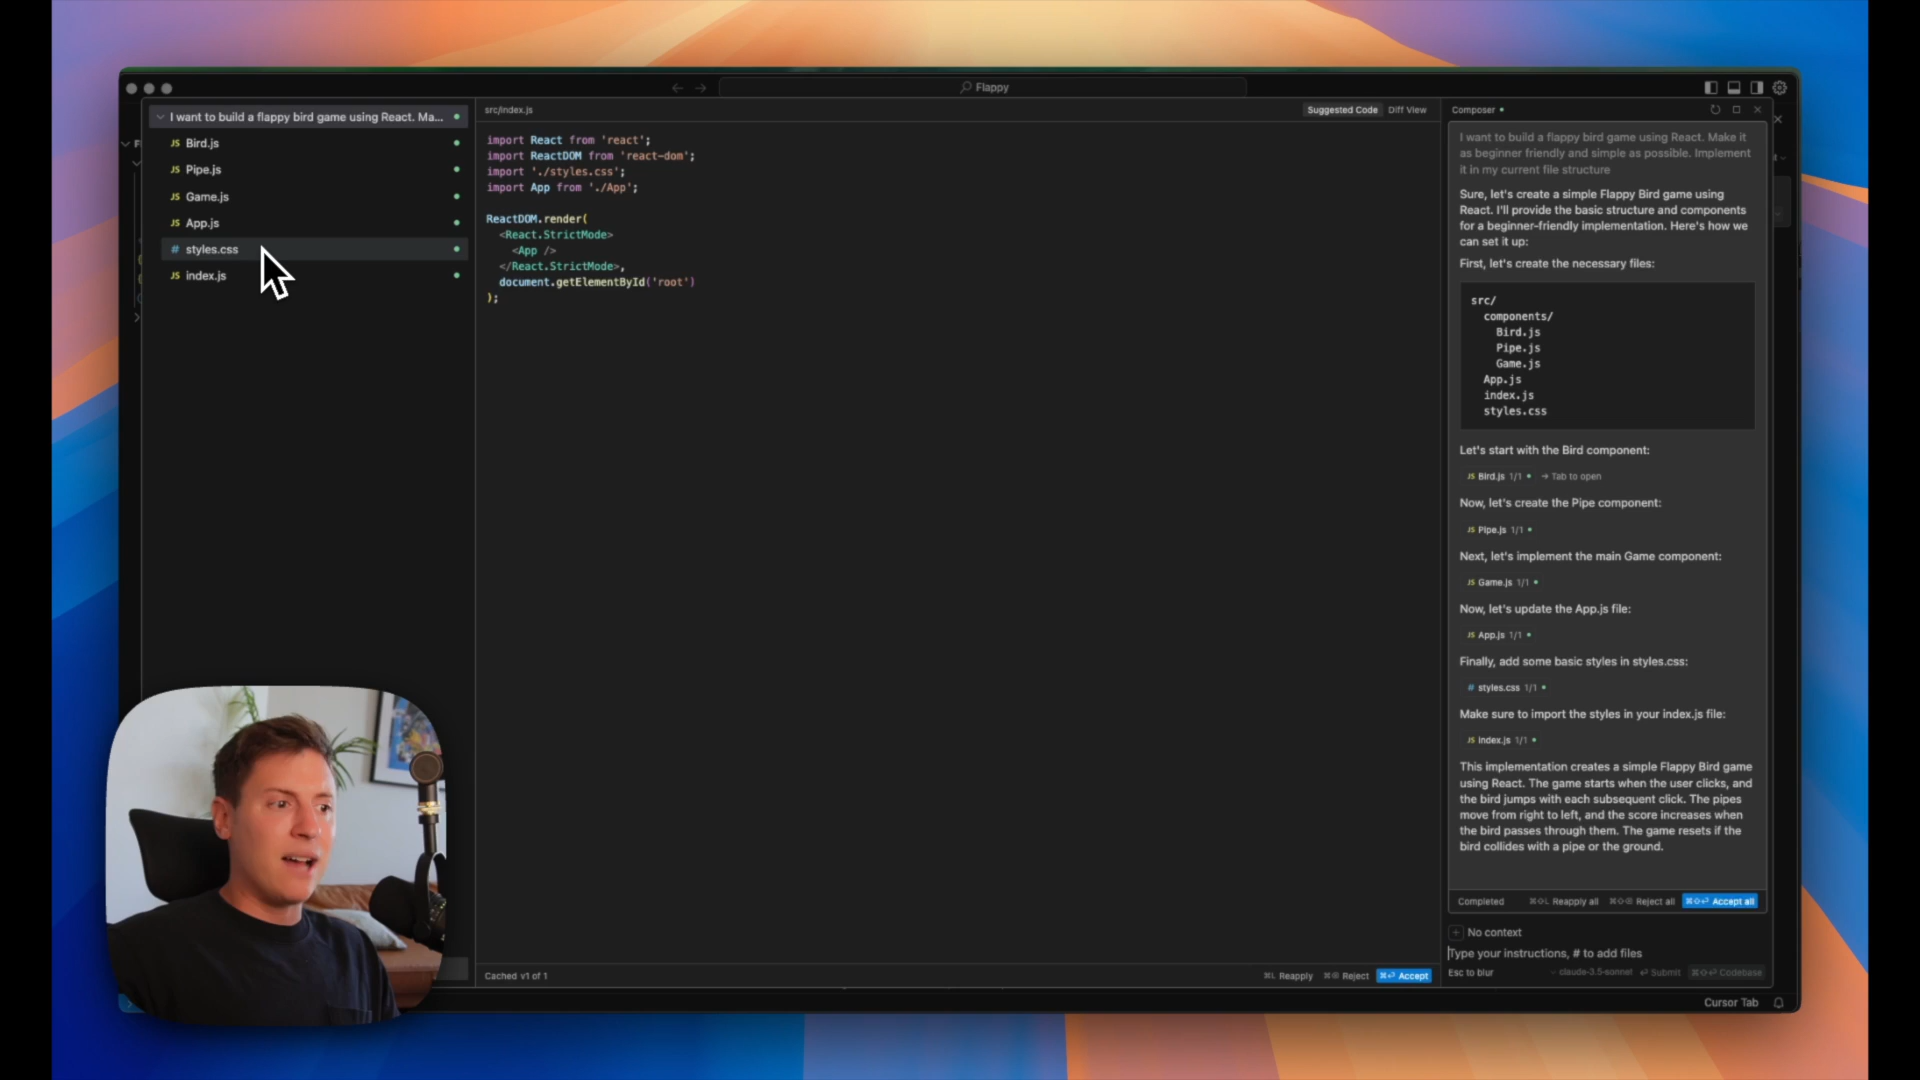 Flappy
I want to build a flappy bird game using React. Ma...
JS Bird.js
JS Pipe.js
JS Game.js
JS App.js
# styles.css
JS index.js
src/index.js
Suggested Code Diff View
import React from 'react';
import ReactDOM from 'react-dom';
import './styles.css';
import App from './App';
ReactDOM.render(
<React.StrictMode>
<App />
</React.StrictMode>,
document.getElementById('root')
);
Cached v1 of 1
⌘L Reapply ⌘⌫ Reject ⌘⏎ Accept
Composer
I want to build a flappy bird game using React. Make it
as beginner friendly and simple as possible. Implement
it in my current file structure
Sure, let's create a simple Flappy Bird game using
React. I'll provide the basic structure and components
for a beginner-friendly implementation. Here's how we
can set it up:
First, let's create the necessary files:
src/
components/
Bird.js
Pipe.js
Game.js
App.js
index.js
styles.css
Let's start with the Bird component:
JS Bird.js 1/1 • → Tab to open
Now, let's create the Pipe component:
JS Pipe.js 1/1 •
Next, let's implement the main Game component:
JS Game.js 1/1 •
Now, let's update the App.js file:
JS App.js 1/1 •
Finally, add some basic styles in styles.css:
# styles.css 1/1 •
Make sure to import the styles in your index.js file:
JS index.js 1/1 •
This implementation creates a simple Flappy Bird game
using React. The game starts when the user clicks, and
the bird jumps with each subsequent click. The pipes
move from right to left, and the score increases when
the bird passes through them. The game resets if the
bird collides with a pipe or the ground.
Completed ⌘⇧L Reapply all ⌘⇧⌫ Reject all ⌘⇧⏎ Accept all
+ No context
Type your instructions, # to add files
Esc to blur claude-3.5-sonnet ⏎ Submit ⌘⇧⏎ Codebase
Cursor Tab